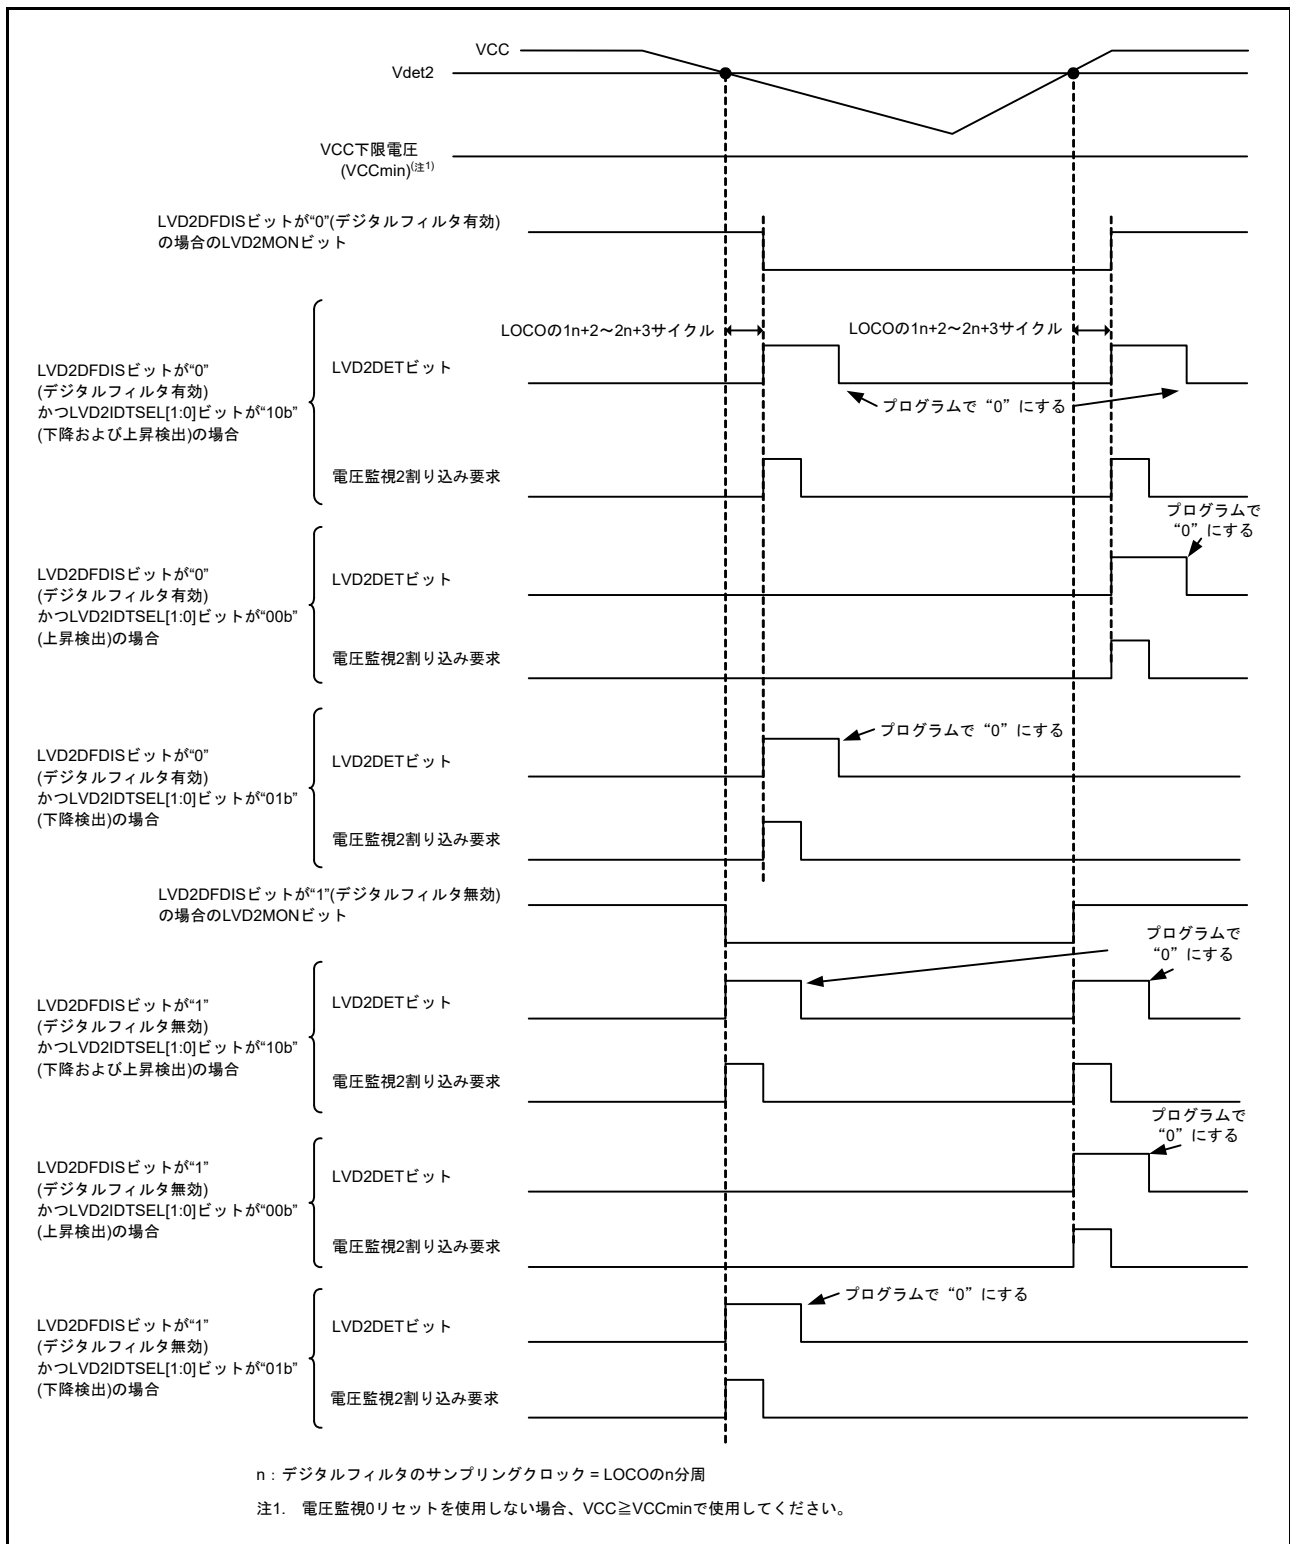 VCC
Vdet2
VCC下限電圧
(VCCmin)(注1)
LVD2DFDISビットが“0”(デジタルフィルタ有効)
の場合のLVD2MONビット
LOCOの1n+2～2n+3サイクル
LOCOの1n+2～2n+3サイクル
LVD2DFDISビットが“0”
(デジタルフィルタ有効)
かつLVD2IDTSEL[1:0]ビットが“10b”
(下降および上昇検出)の場合
LVD2DETビット
プログラムで“0”にする
電圧監視2割り込み要求
プログラムで
“0”にする
LVD2DFDISビットが“0”
(デジタルフィルタ有効)
かつLVD2IDTSEL[1:0]ビットが“00b”
(上昇検出)の場合
LVD2DETビット
電圧監視2割り込み要求
プログラムで“0”にする
LVD2DFDISビットが“0”
(デジタルフィルタ有効)
かつLVD2IDTSEL[1:0]ビットが“01b”
(下降検出)の場合
LVD2DETビット
電圧監視2割り込み要求
LVD2DFDISビットが“1”(デジタルフィルタ無効)
の場合のLVD2MONビット
プログラムで
“0”にする
LVD2DFDISビットが“1”
(デジタルフィルタ無効)
かつLVD2IDTSEL[1:0]ビットが“10b”
(下降および上昇検出)の場合
LVD2DETビット
電圧監視2割り込み要求
プログラムで
“0”にする
LVD2DFDISビットが“1”
(デジタルフィルタ無効)
かつLVD2IDTSEL[1:0]ビットが“00b”
(上昇検出)の場合
LVD2DETビット
電圧監視2割り込み要求
プログラムで“0”にする
LVD2DFDISビットが“1”
(デジタルフィルタ無効)
かつLVD2IDTSEL[1:0]ビットが“01b”
(下降検出)の場合
LVD2DETビット
電圧監視2割り込み要求
n：デジタルフィルタのサンプリングクロック = LOCOのn分周
注1. 電圧監視0リセットを使用しない場合、VCC≧VCCminで使用してください。